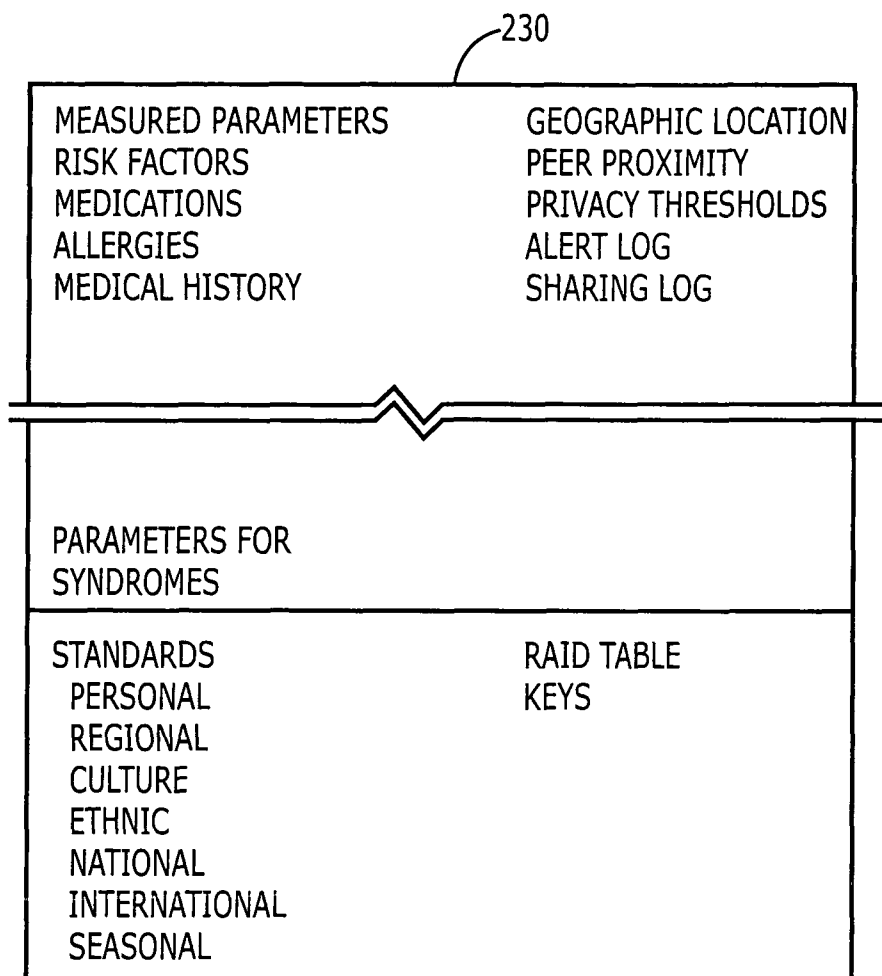 230
MEASURED PARAMETERS
RISK FACTORS
MEDICATIONS
ALLERGIES
MEDICAL HISTORY
GEOGRAPHIC LOCATION
PEER PROXIMITY
PRIVACY THRESHOLDS
ALERT LOG
SHARING LOG
PARAMETERS FOR
SYNDROMES
STANDARDS
PERSONAL
REGIONAL
CULTURE
ETHNIC
NATIONAL
INTERNATIONAL
SEASONAL
RAID TABLE
KEYS